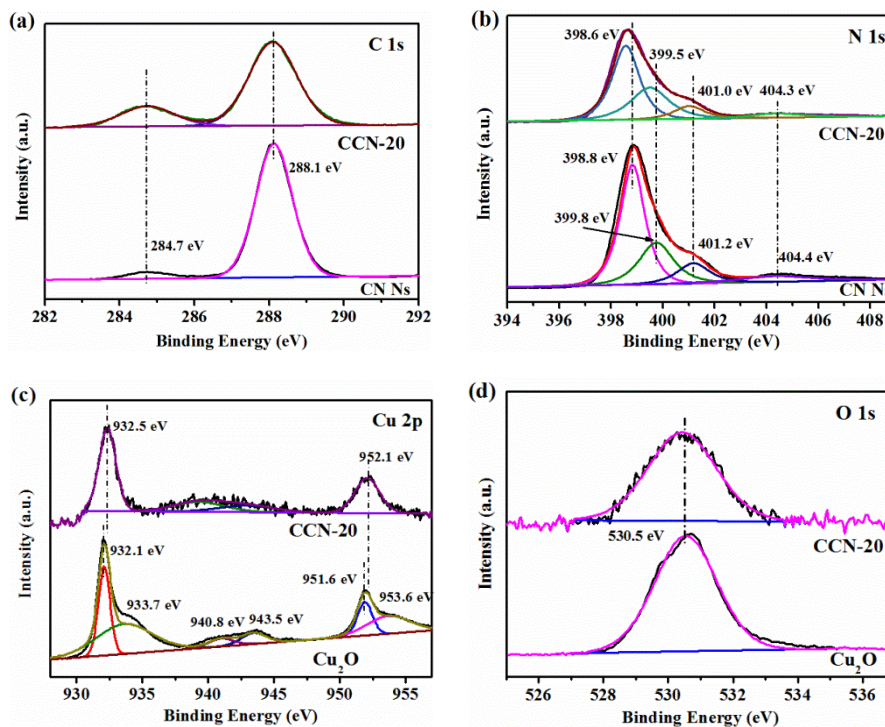 (a)
C 1s
CCN-20
288.1 eV
284.7 eV
CN Ns
282 284 286 288 290 292
Binding Energy (eV)
Intensity (a.u.)
(b)
N 1s
398.6 eV
399.5 eV
401.0 eV
404.3 eV
CCN-20
398.8 eV
399.8 eV
401.2 eV
404.4 eV
CN N
394 396 398 400 402 404 406 408
Binding Energy (eV)
Intensity (a.u.)
(c)
Cu 2p
932.5 eV
952.1 eV
CCN-20
932.1 eV
933.7 eV
940.8 eV
943.5 eV
951.6 eV
953.6 eV
Cu2O
930 935 940 945 950 955
Binding Energy (eV)
Intensity (a.u.)
(d)
O 1s
CCN-20
530.5 eV
Cu2O
526 528 530 532 534 536
Binding Energy (eV)
Intensity (a.u.)